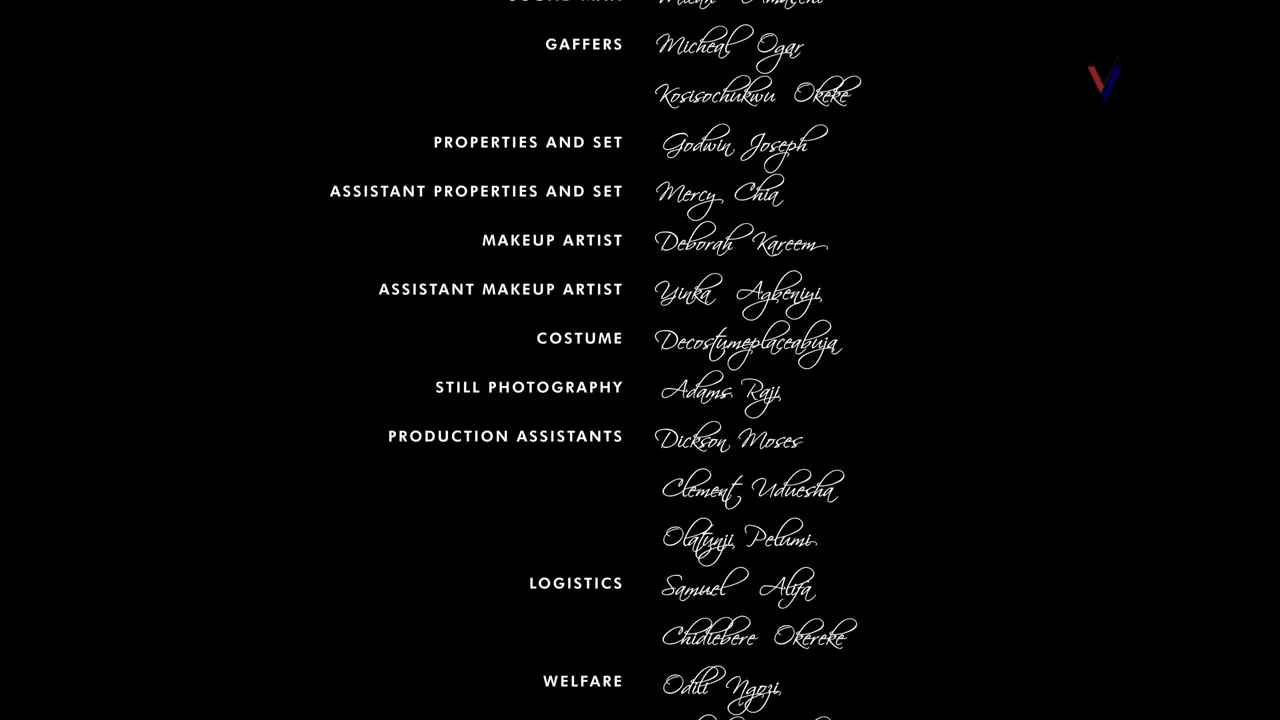 GAFFERS Micheal Ogar
Kosisochukwu Okeke
PROPERTIES AND SET Godwin Joseph
ASSISTANT PROPERTIES AND SET Mercy Chia
MAKEUP ARTIST Deborah Kareem
ASSISTANT MAKEUP ARTIST Yinka Agbeniyi
COSTUME Decostumeplaceabuja
STILL PHOTOGRAPHY Adams Raji
PRODUCTION ASSISTANTS Dickson Moses
Clement Uduesha
Olatunji Pelumi
LOGISTICS Samuel Alifa
Chidiebere Okereke
WELFARE Odili Ngozi